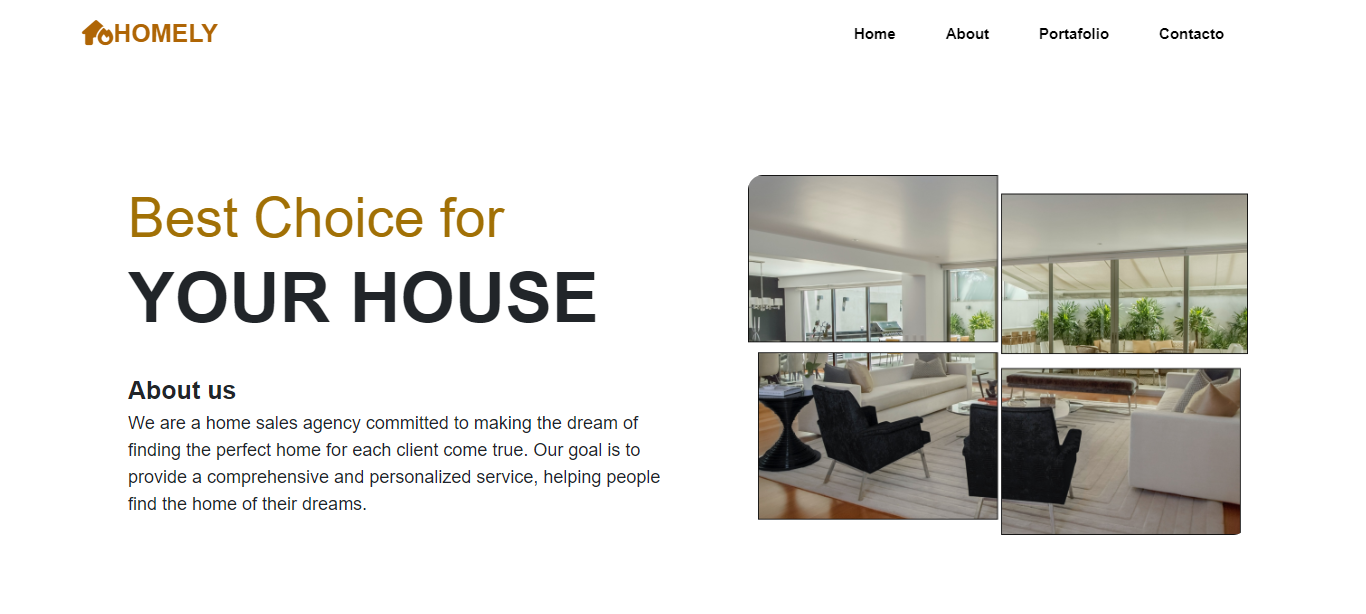 HOMELY
Home About Portafolio Contacto
Best Choice for
YOUR HOUSE
About us
We are a home sales agency committed to making the dream of
finding the perfect home for each client come true. Our goal is to
provide a comprehensive and personalized service, helping people
find the home of their dreams.